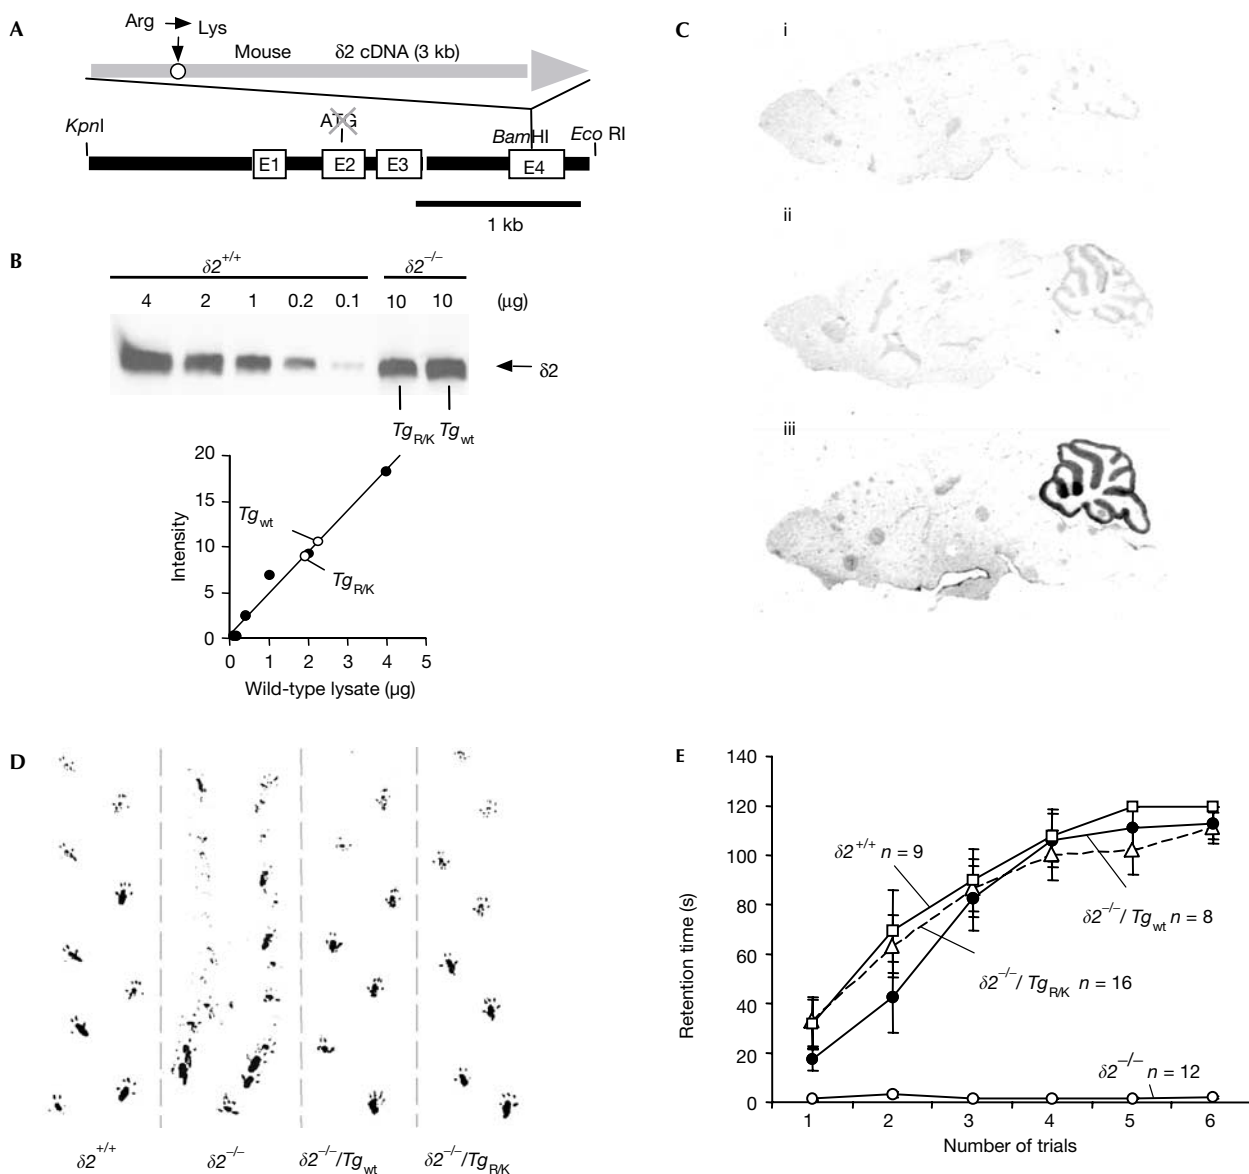 A
Arg → Lys
Mouse δ2 cDNA (3 kb)
ATG
KpnI
BamHI
Eco RI
E1
E2
E3
E4
1 kb
B
δ2+/+
δ2−/−
4 2 1 0.2 0.1 10 10 (μg)
δ2
TgR/K Tgwt
Intensity
20
15
10
5
0
Tgwt
TgR/K
0 1 2 3 4 5
Wild-type lysate (μg)
C
i
ii
iii
D
δ2+/+
δ2−/−
δ2−/−/Tgwt
δ2−/−/TgR/K
E
Retention time (s)
140
120
100
80
60
40
20
0
δ2+/+ n = 9
δ2−/−/Tgwt n = 8
δ2−/−/TgR/K n = 16
δ2−/− n = 12
1 2 3 4 5 6
Number of trials